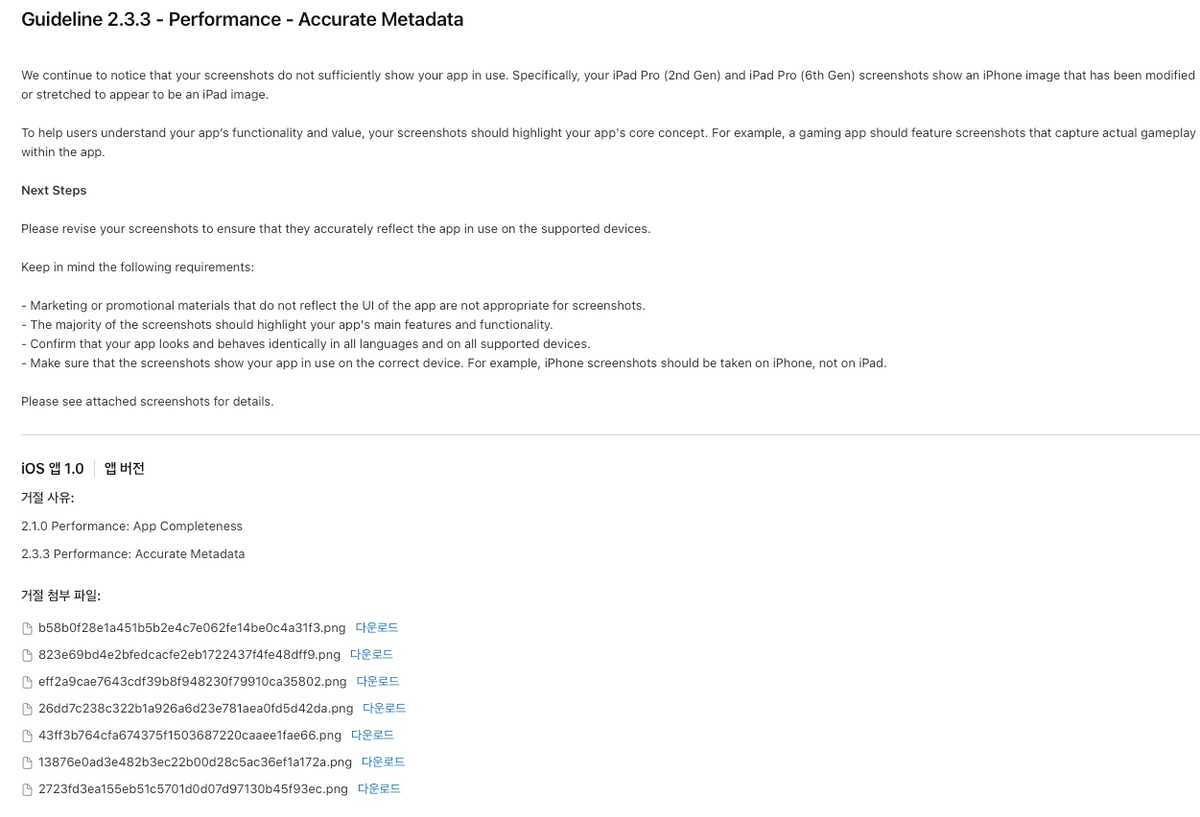 Guideline 2.3.3 - Performance - Accurate Metadata
We continue to notice that your screenshots do not sufficiently show your app in use. Specifically, your iPad Pro (2nd Gen) and iPad Pro (6th Gen) screenshots show an iPhone image that has been modified
or stretched to appear to be an iPad image.
To help users understand your app's functionality and value, your screenshots should highlight your app's core concept. For example, a gaming app should feature screenshots that capture actual gameplay
within the app.
Next Steps
Please revise your screenshots to ensure that they accurately reflect the app in use on the supported devices.
Keep in mind the following requirements:
- Marketing or promotional materials that do not reflect the UI of the app are not appropriate for screenshots.
- The majority of the screenshots should highlight your app's main features and functionality.
- Confirm that your app looks and behaves identically in all languages and on all supported devices.
- Make sure that the screenshots show your app in use on the correct device. For example, iPhone screenshots should be taken on iPhone, not on iPad.
Please see attached screenshots for details.
iOS 앱 1.0 앱 버전
거절 사유:
2.1.0 Performance: App Completeness
2.3.3 Performance: Accurate Metadata
거절 첨부 파일:
b58b0f28e1a451b5b2e4c7e062fe14be0c4a31f3.png 다운로드
823e69bd4e2bfedcacfe2eb1722437f4fe48dff9.png 다운로드
eff2a9cae7643cdf39b8f948230f79910ca35802.png 다운로드
26dd7c238c322b1a926a6d23e781aea0fd5d42da.png 다운로드
43ff3b764cfa674375f1503687220caaee1fae66.png 다운로드
13876e0ad3e482b3ec22b00d28c5ac36ef1a172a.png 다운로드
2723fd3ea155eb51c5701d0d07d97130b45f93ec.png 다운로드